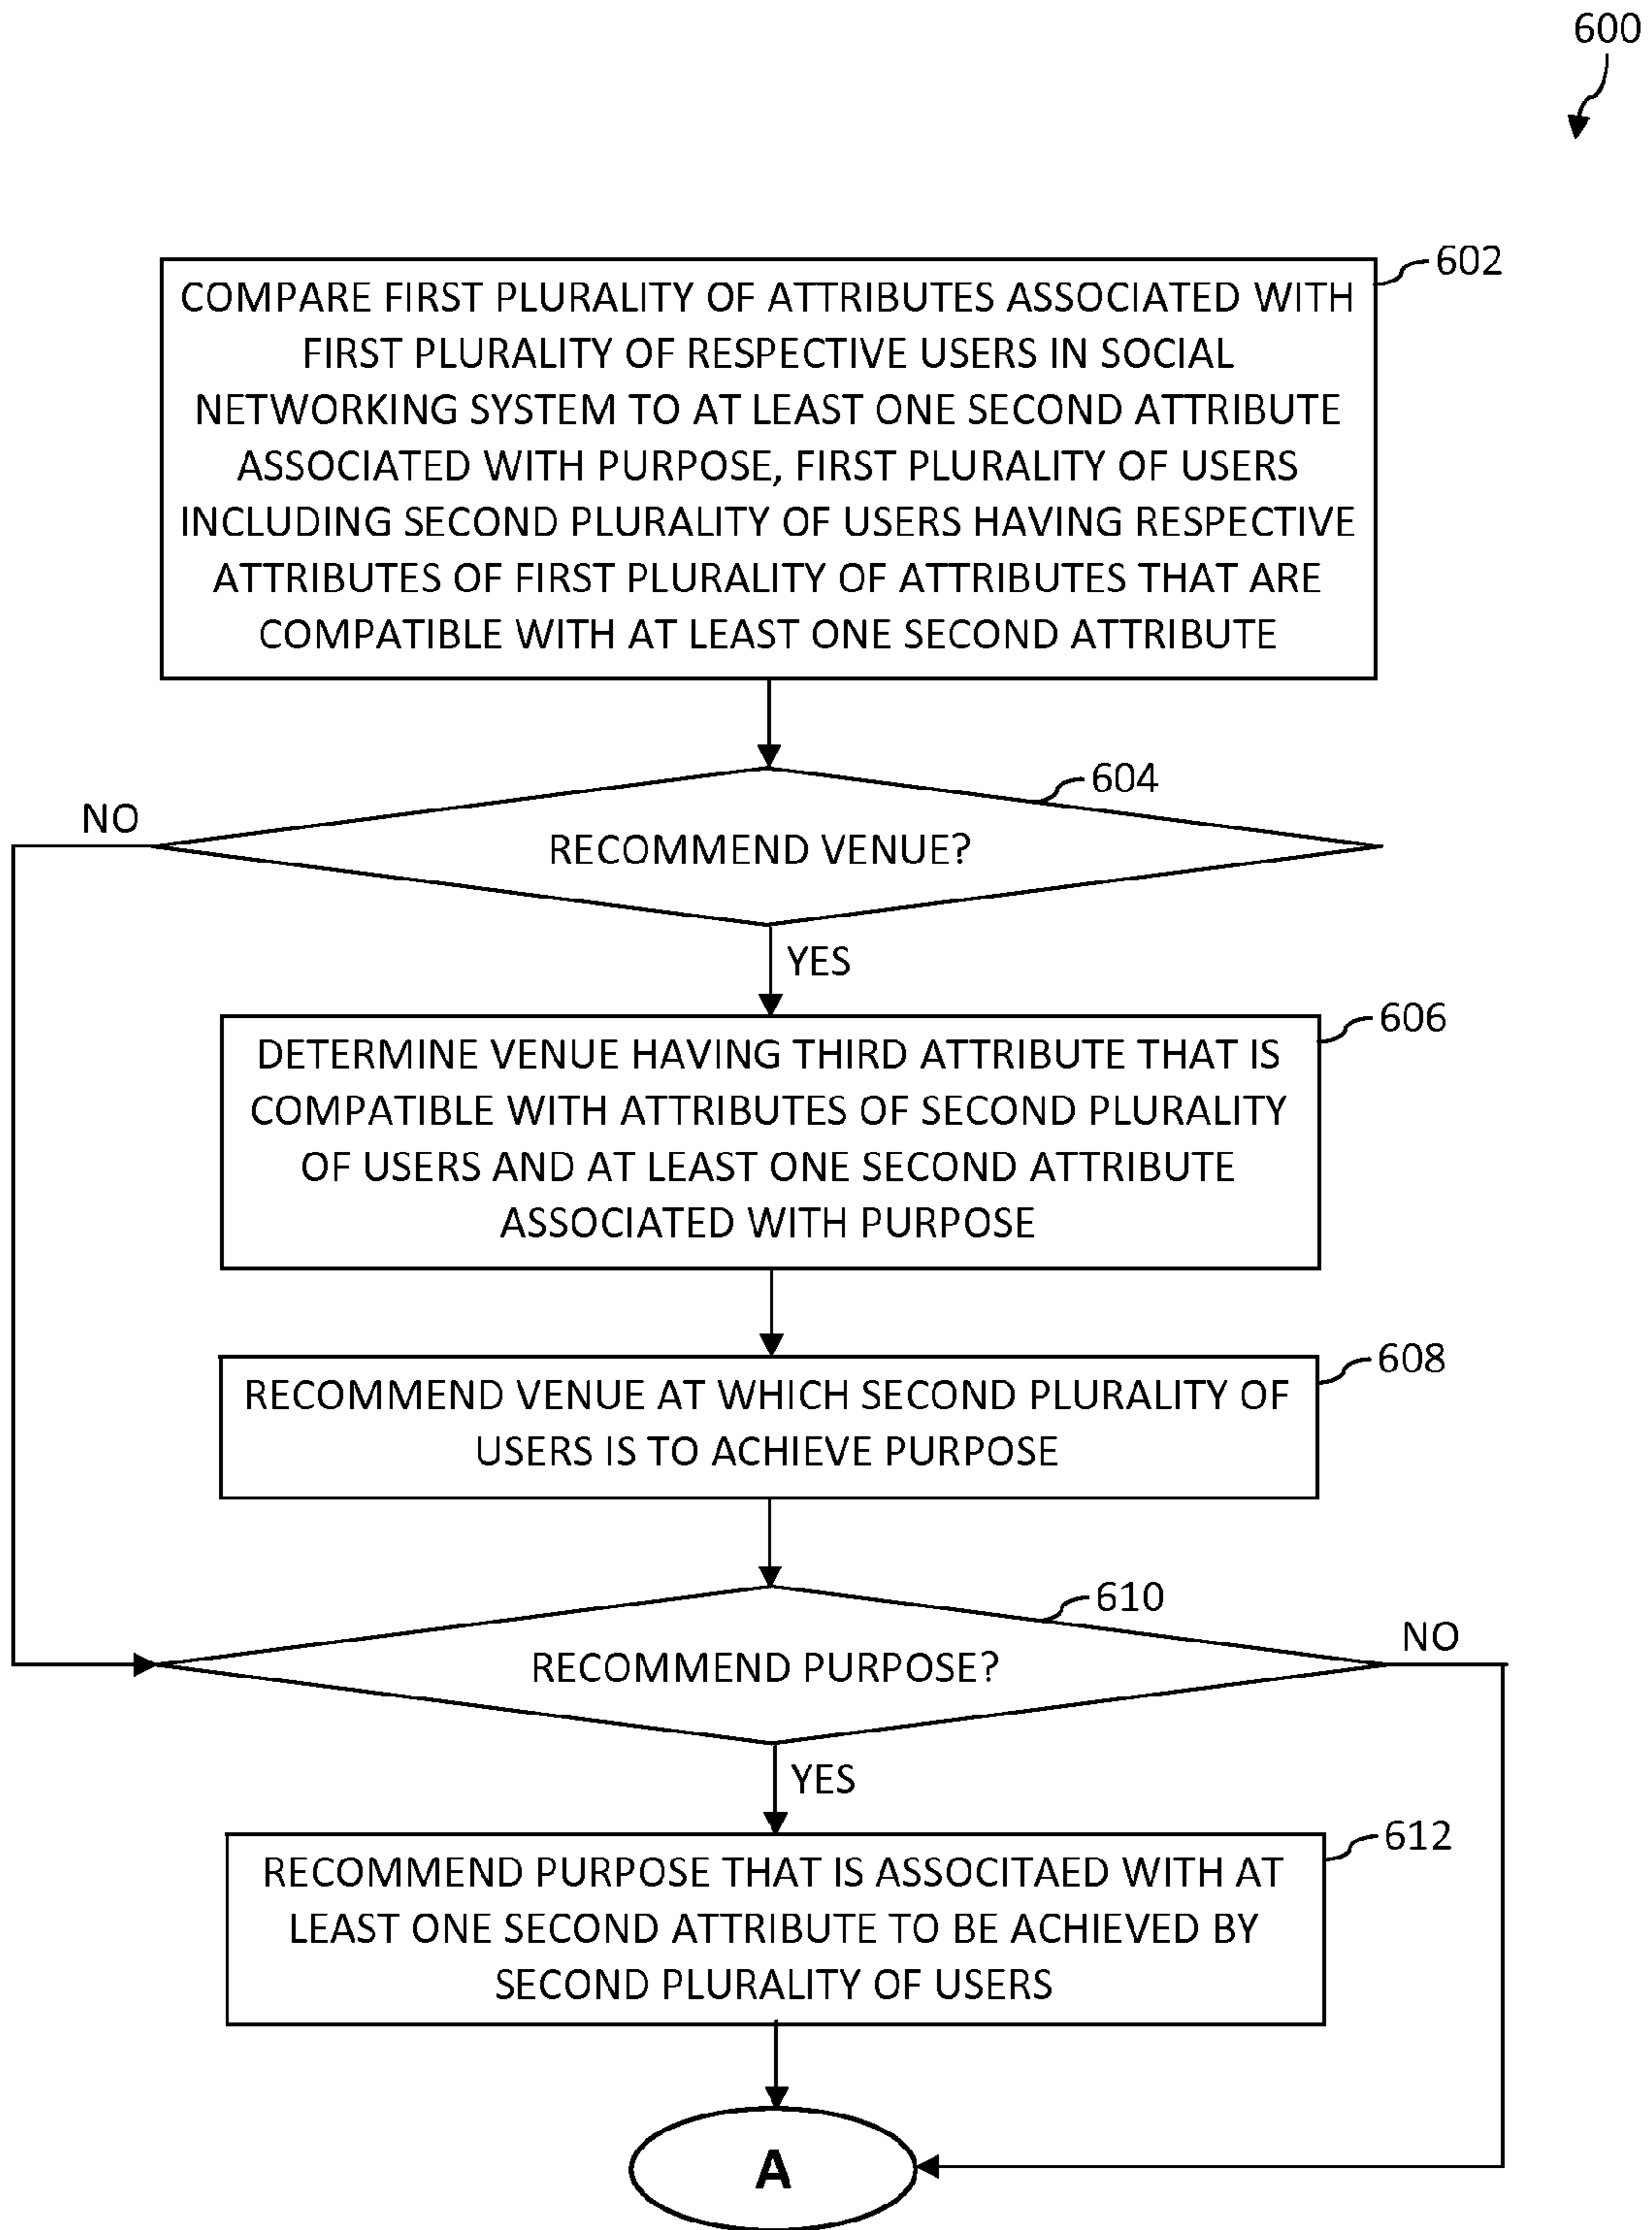 600
602
COMPARE FIRST PLURALITY OF ATTRIBUTES ASSOCIATED WITH
FIRST PLURALITY OF RESPECTIVE USERS IN SOCIAL
NETWORKING SYSTEM TO AT LEAST ONE SECOND ATTRIBUTE
ASSOCIATED WITH PURPOSE, FIRST PLURALITY OF USERS
INCLUDING SECOND PLURALITY OF USERS HAVING RESPECTIVE
ATTRIBUTES OF FIRST PLURALITY OF ATTRIBUTES THAT ARE
COMPATIBLE WITH AT LEAST ONE SECOND ATTRIBUTE
604
NO
RECOMMEND VENUE?
YES
606
DETERMINE VENUE HAVING THIRD ATTRIBUTE THAT IS
COMPATIBLE WITH ATTRIBUTES OF SECOND PLURALITY
OF USERS AND AT LEAST ONE SECOND ATTRIBUTE
ASSOCIATED WITH PURPOSE
608
RECOMMEND VENUE AT WHICH SECOND PLURALITY OF
USERS IS TO ACHIEVE PURPOSE
610
NO
RECOMMEND PURPOSE?
YES
612
RECOMMEND PURPOSE THAT IS ASSOCITAED WITH AT
LEAST ONE SECOND ATTRIBUTE TO BE ACHIEVED BY
SECOND PLURALITY OF USERS
A